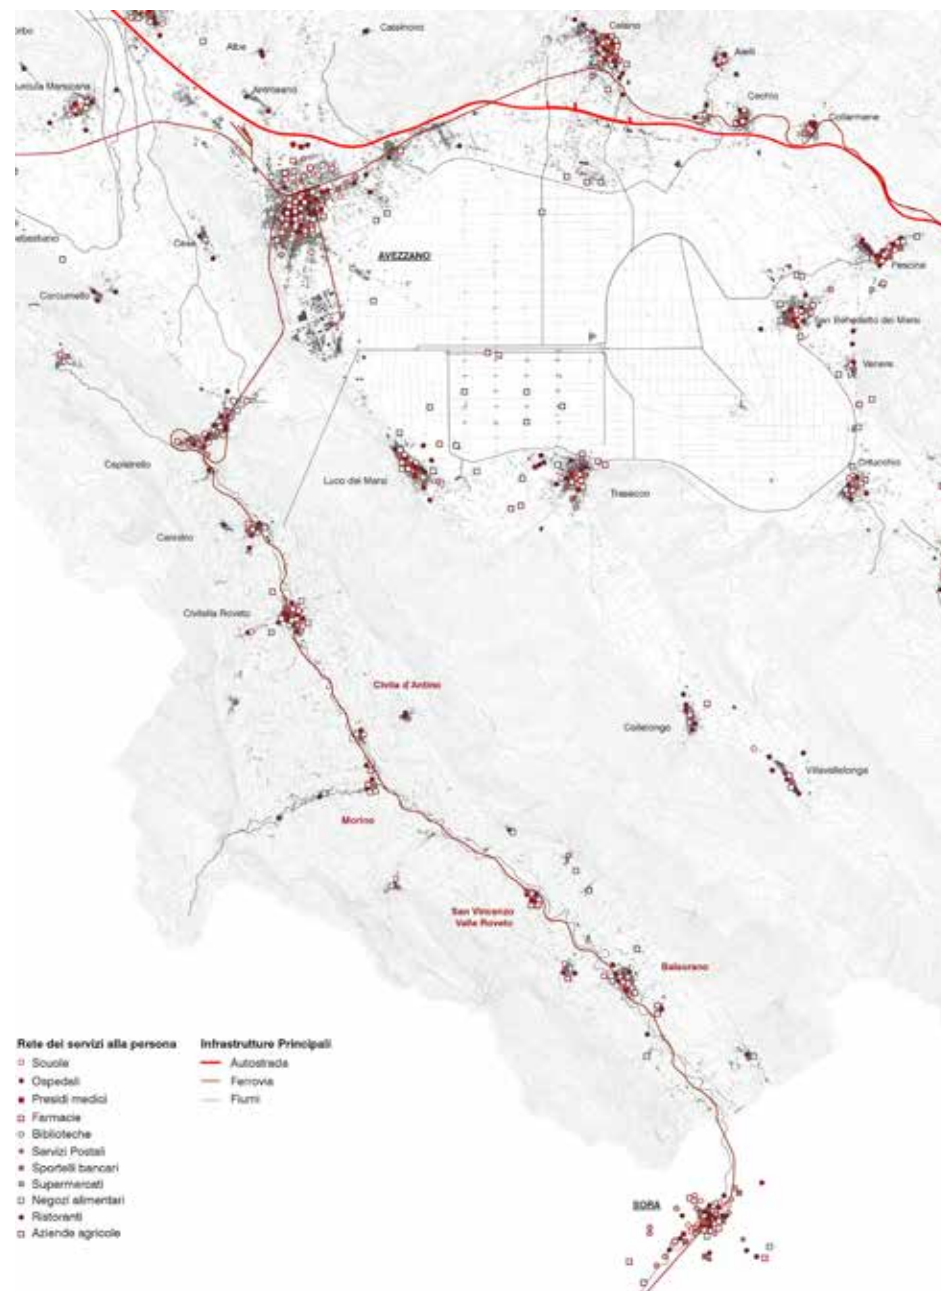 Celano
Alba
Aielli
Antrosano
Cerchio
Collarmele
Cese
AVEZZANO
Pescina
Corcumello
San Benedetto dei Marsi
Venere
Capistrello
Luco dei Marsi
Trasacco
Ortucchio
Canistro
Civitella Roveto
Civita d'Antino
Collelongo
Villavallelonga
Morino
San Vincenzo
Valle Roveto
Balsorano
Rete dei servizi alla persona
Scuole
Ospedali
Presidi medici
Farmacie
Biblioteche
Servizi Postali
Sportelli bancari
Supermercati
Negozi alimentari
Ristoranti
Aziende agricole
Infrastrutture Principali
Autostrada
Ferrovia
Fiumi
SORA